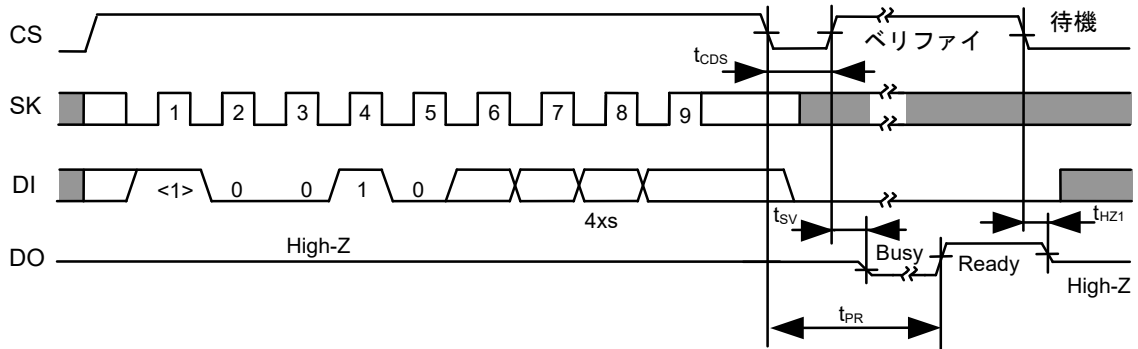 CS
待機
ベリファイ
tCDS
SK
1 2 3 4 5 6 7 8 9
DI
<1> 0 0 1 0
4xs
tSV
tHZ1
DO
High-Z
Busy
Ready
High-Z
tPR